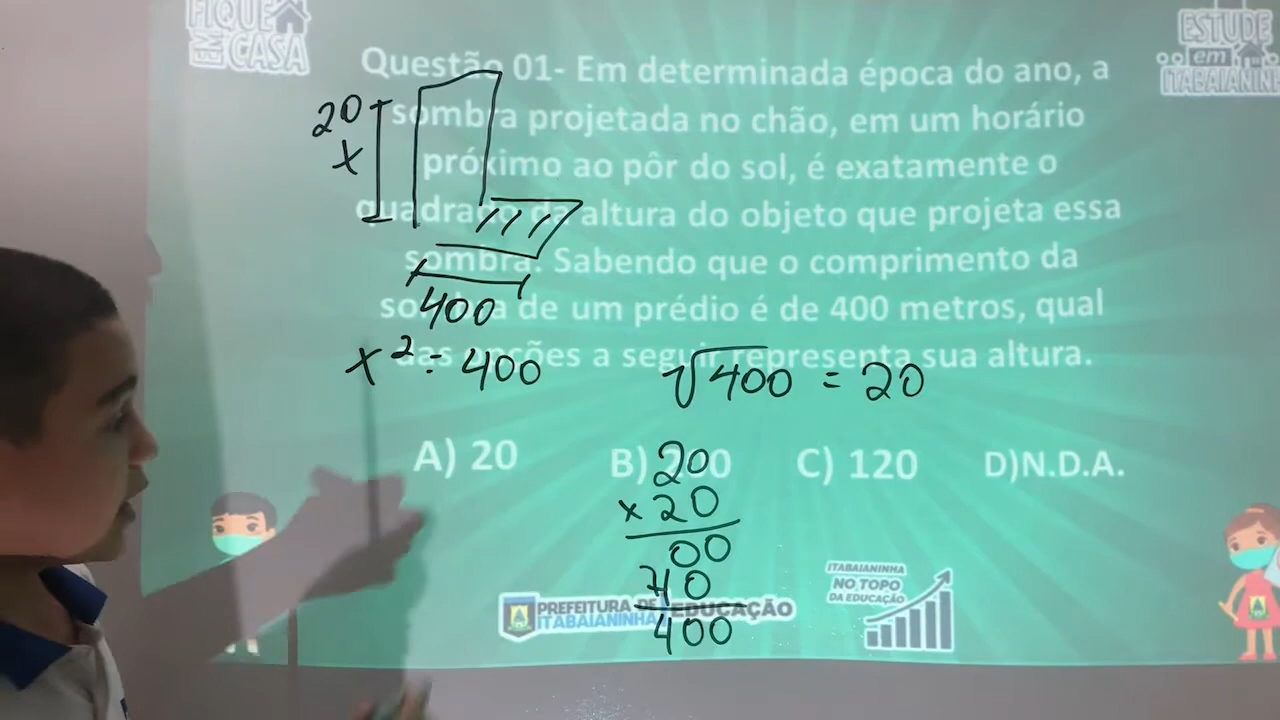 FIQUE
EM
CASA
ESTUDE
em
ITABAIANINHA
Questão 01- Em determinada época do ano, a
sombra projetada no chão, em um horário
próximo ao pôr do sol, é exatamente o
quadrado da altura do objeto que projeta essa
sombra. Sabendo que o comprimento da
sombra de um prédio é de 400 metros, qual
das opções a seguir representa sua altura.
20
x
400
x² = 400
√400 = 20
A) 20 B) 200 C) 120 D)N.D.A.
20
x 20
00
40
400
PREFEITURA DE
ITABAIANINHA
EDUCAÇÃO
ITABAIANINHA
NO TOPO
DA EDUCAÇÃO